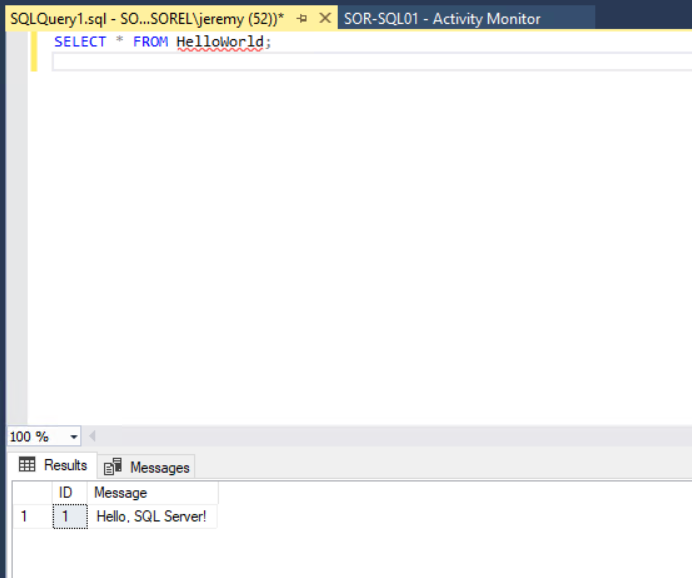 SQLQuery1.sql - SO...SOREL\jeremy (52))* SOR-SQL01 - Activity Monitor
SELECT * FROM HelloWorld;
100 %
Results Messages
ID Message
1 1 Hello, SQL Server!